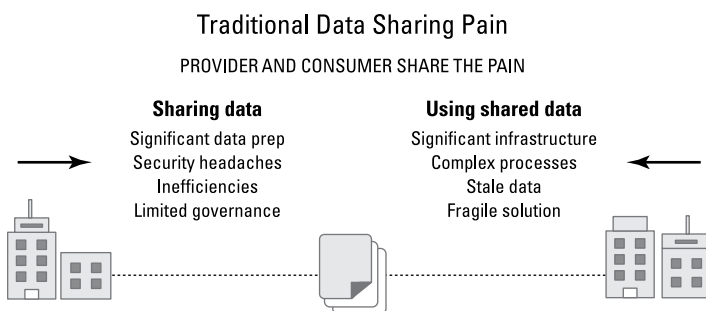 Traditional Data Sharing Pain
PROVIDER AND CONSUMER SHARE THE PAIN
Sharing data
Significant data prep
Security headaches
Inefficiencies
Limited governance
Using shared data
Significant infrastructure
Complex processes
Stale data
Fragile solution